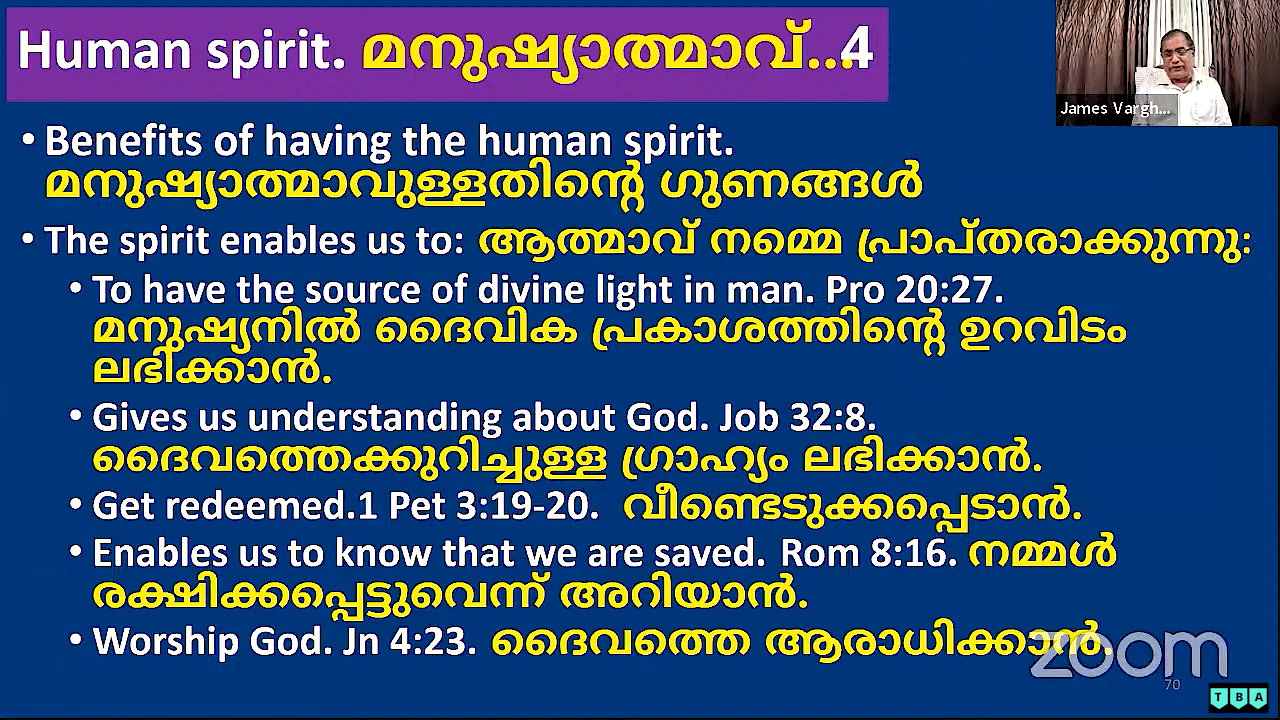 Human spirit. മനുഷ്യാത്മാവ്...4
James Vargh...
• Benefits of having the human spirit.
മനുഷ്യാത്മാവുള്ളതിന്റെ ഗുണങ്ങൾ
• The spirit enables us to: ആത്മാവ് നമ്മെ പ്രാപ്തരാക്കുന്നു:
• To have the source of divine light in man. Pro 20:27.
മനുഷ്യനിൽ ദൈവിക പ്രകാശത്തിന്റെ ഉറവിടം
ലഭിക്കാൻ.
• Gives us understanding about God. Job 32:8.
ദൈവത്തെക്കുറിച്ചുള്ള ഗ്രാഹ്യം ലഭിക്കാൻ.
• Get redeemed.1 Pet 3:19-20. വീണ്ടെടുക്കപ്പെടാൻ.
• Enables us to know that we are saved. Rom 8:16. നമ്മൾ
രക്ഷിക്കപ്പെട്ടുവെന്ന് അറിയാൻ.
• Worship God. Jn 4:23. ദൈവത്തെ ആരാധിക്കാൻ.
zoom
70
TBA